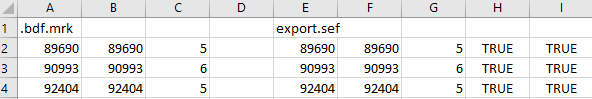 A B C D E F G H I
1 .bdf.mrk export.sef
2 89690 89690 5 89690 89690 5 TRUE TRUE
3 90993 90993 6 90993 90993 6 TRUE TRUE
4 92404 92404 5 92404 92404 5 TRUE TRUE